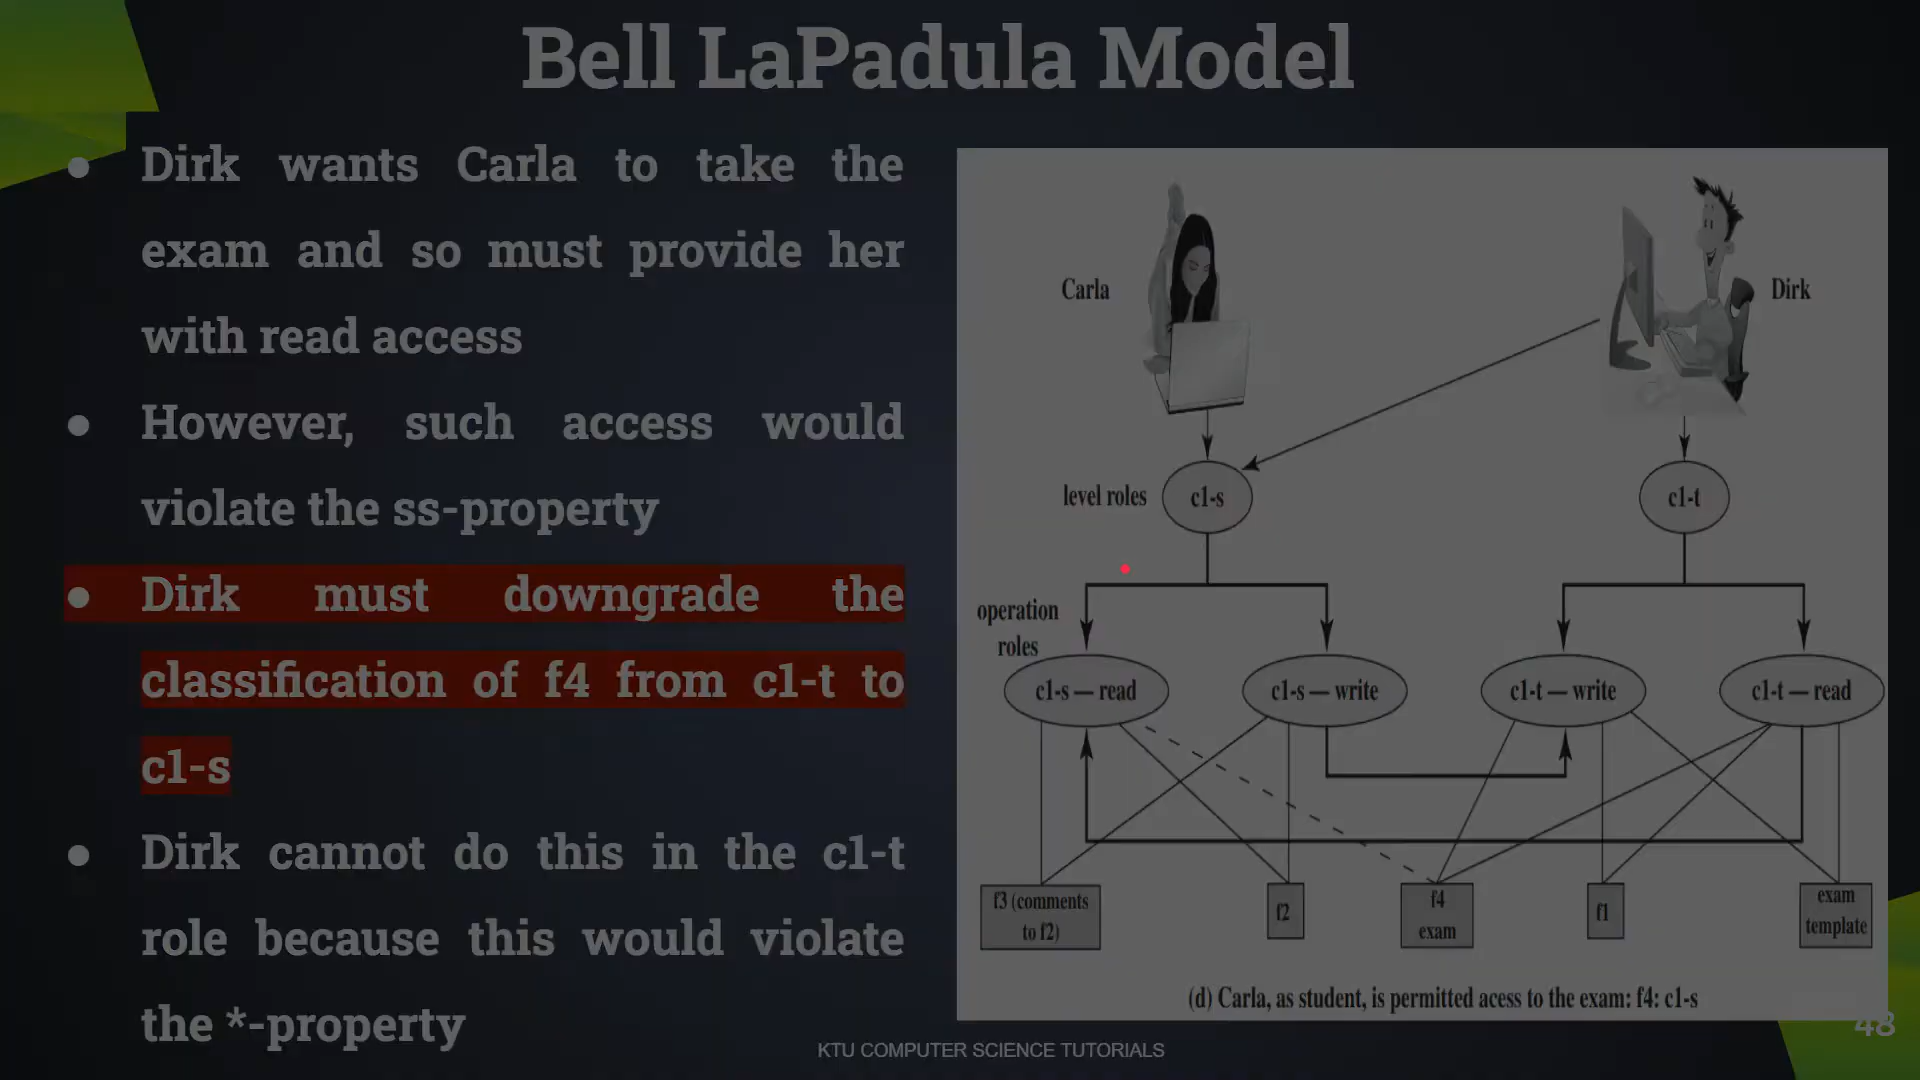 Bell LaPadula Model
● Dirk wants Carla to take the
exam and so must provide her
with read access
● However, such access would
violate the ss-property
● Dirk must downgrade the
classification of f4 from c1-t to
c1-s
● Dirk cannot do this in the c1-t
role because this would violate
the *-property
Carla
Dirk
level roles
c1-s
c1-t
operation
roles
c1-s — read
c1-s — write
c1-t — write
c1-t — read
f3 (comments
to f2)
f2
f4
exam
f1
exam
template
(d) Carla, as student, is permitted acess to the exam: f4: c1-s
48
KTU COMPUTER SCIENCE TUTORIALS